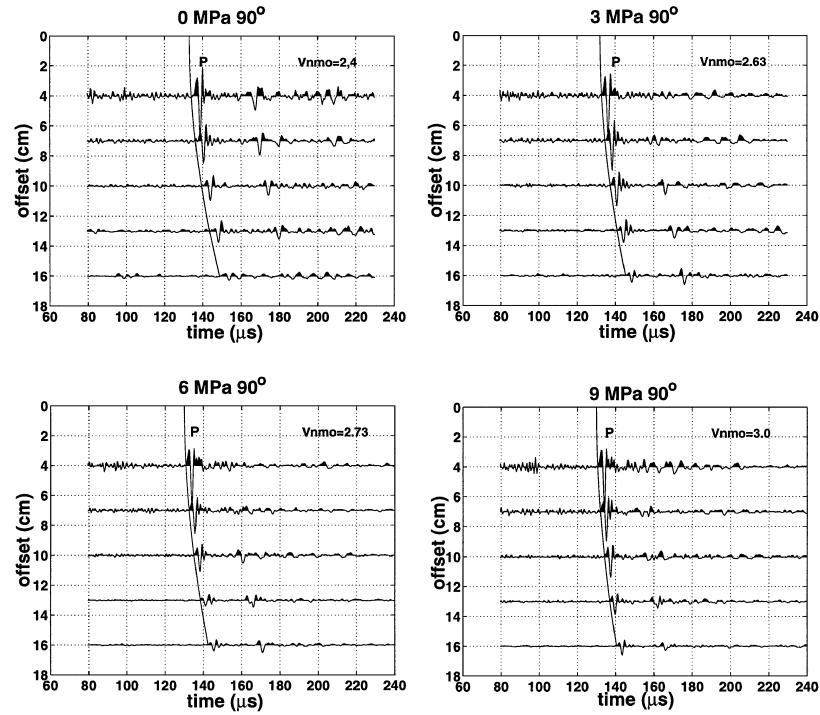 0 MPa 90°
0
2
4
6
8
10
12
14
16
18
offset (cm)
P
Vnmo=2,4
60 80 100 120 140 160 180 200 220 240
time (μs)
3 MPa 90°
0
2
4
6
8
10
12
14
16
18
offset (cm)
P
Vnmo=2.63
60 80 100 120 140 160 180 200 220 240
time (μs)
6 MPa 90°
0
2
4
6
8
10
12
14
16
18
offset (cm)
P
Vnmo=2.73
60 80 100 120 140 160 180 200 220 240
time (μs)
9 MPa 90°
0
2
4
6
8
10
12
14
16
18
offset (cm)
P
Vnmo=3.0
60 80 100 120 140 160 180 200 220 240
time (μs)